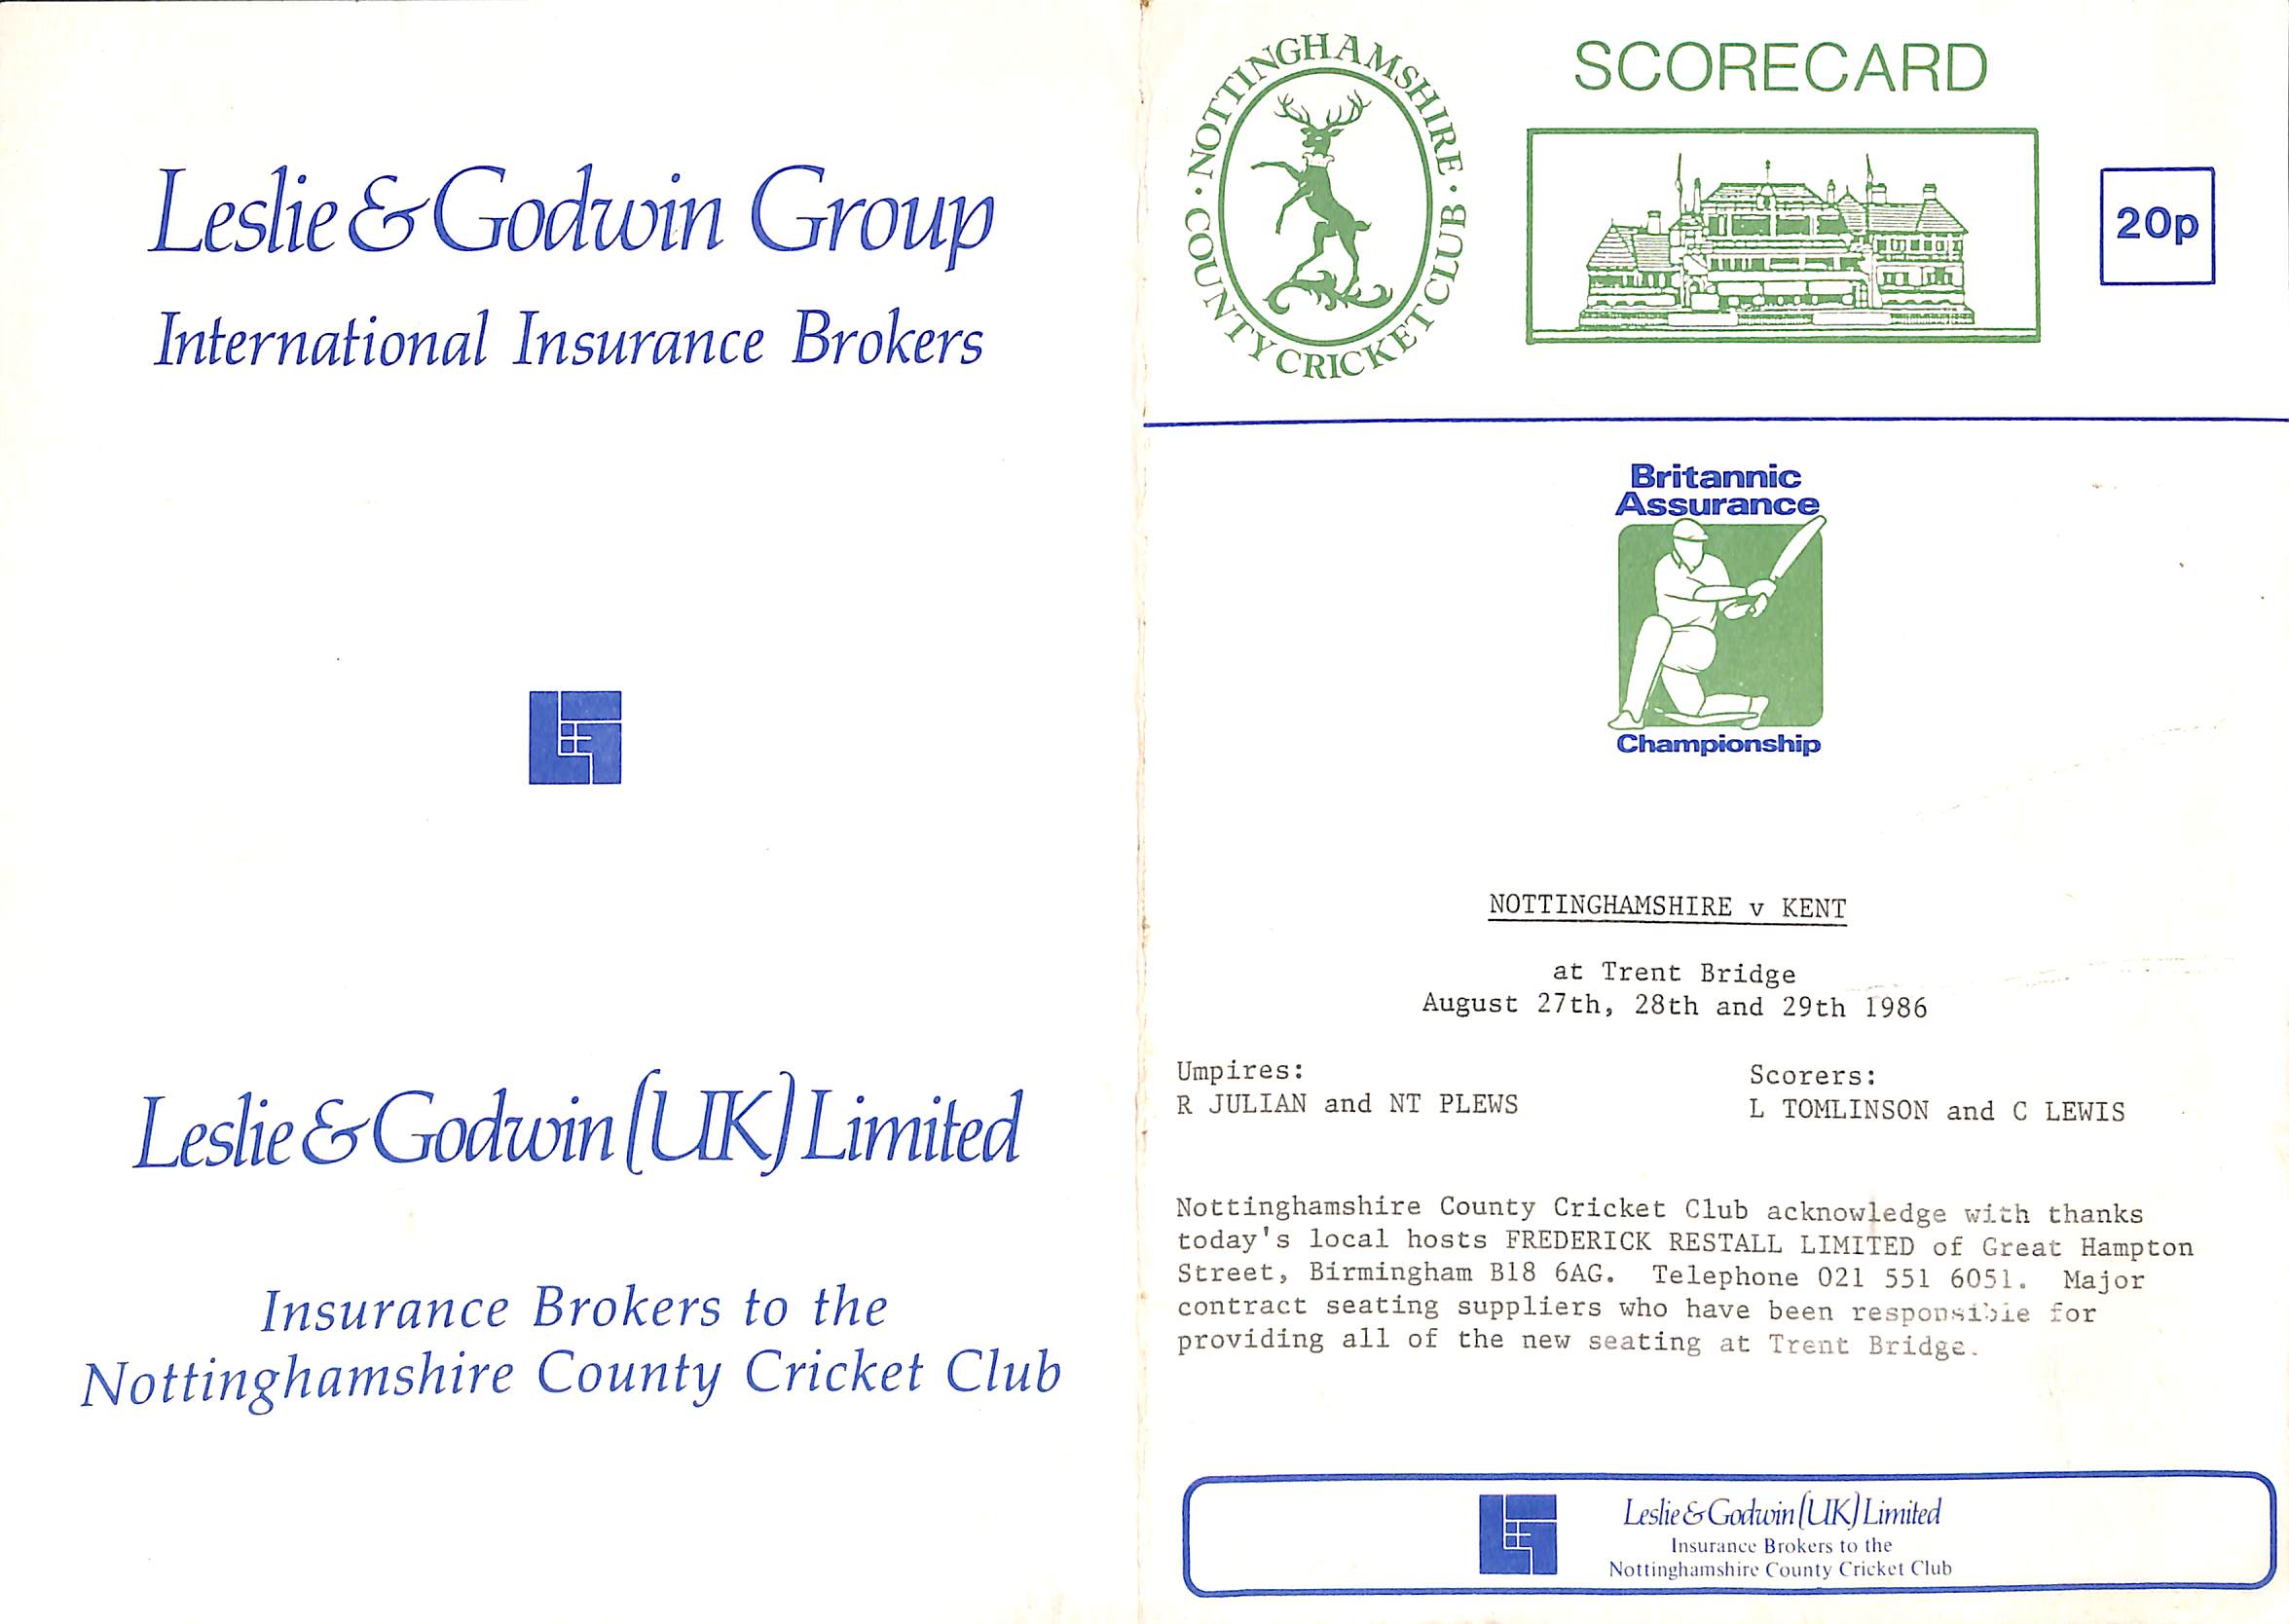 Leslie & Godwin Group
International Insurance Brokers
Leslie & Godwin (UK) Limited
Insurance Brokers to the
Nottinghamshire County Cricket Club
· NOTTINGHAMSHIRE ·
COUNTY CRICKET CLUB
SCORECARD
20p
Britannic
Assurance
Championship
NOTTINGHAMSHIRE v KENT
at Trent Bridge
August 27th, 28th and 29th 1986
Umpires:
R JULIAN and NT PLEWS
Scorers:
L TOMLINSON and C LEWIS
Nottinghamshire County Cricket Club acknowledge with thanks
today's local hosts FREDERICK RESTALL LIMITED of Great Hampton
Street, Birmingham B18 6AG. Telephone 021 551 6051. Major
contract seating suppliers who have been responsible for
providing all of the new seating at Trent Bridge.
Leslie & Godwin (UK) Limited
Insurance Brokers to the
Nottinghamshire County Cricket Club